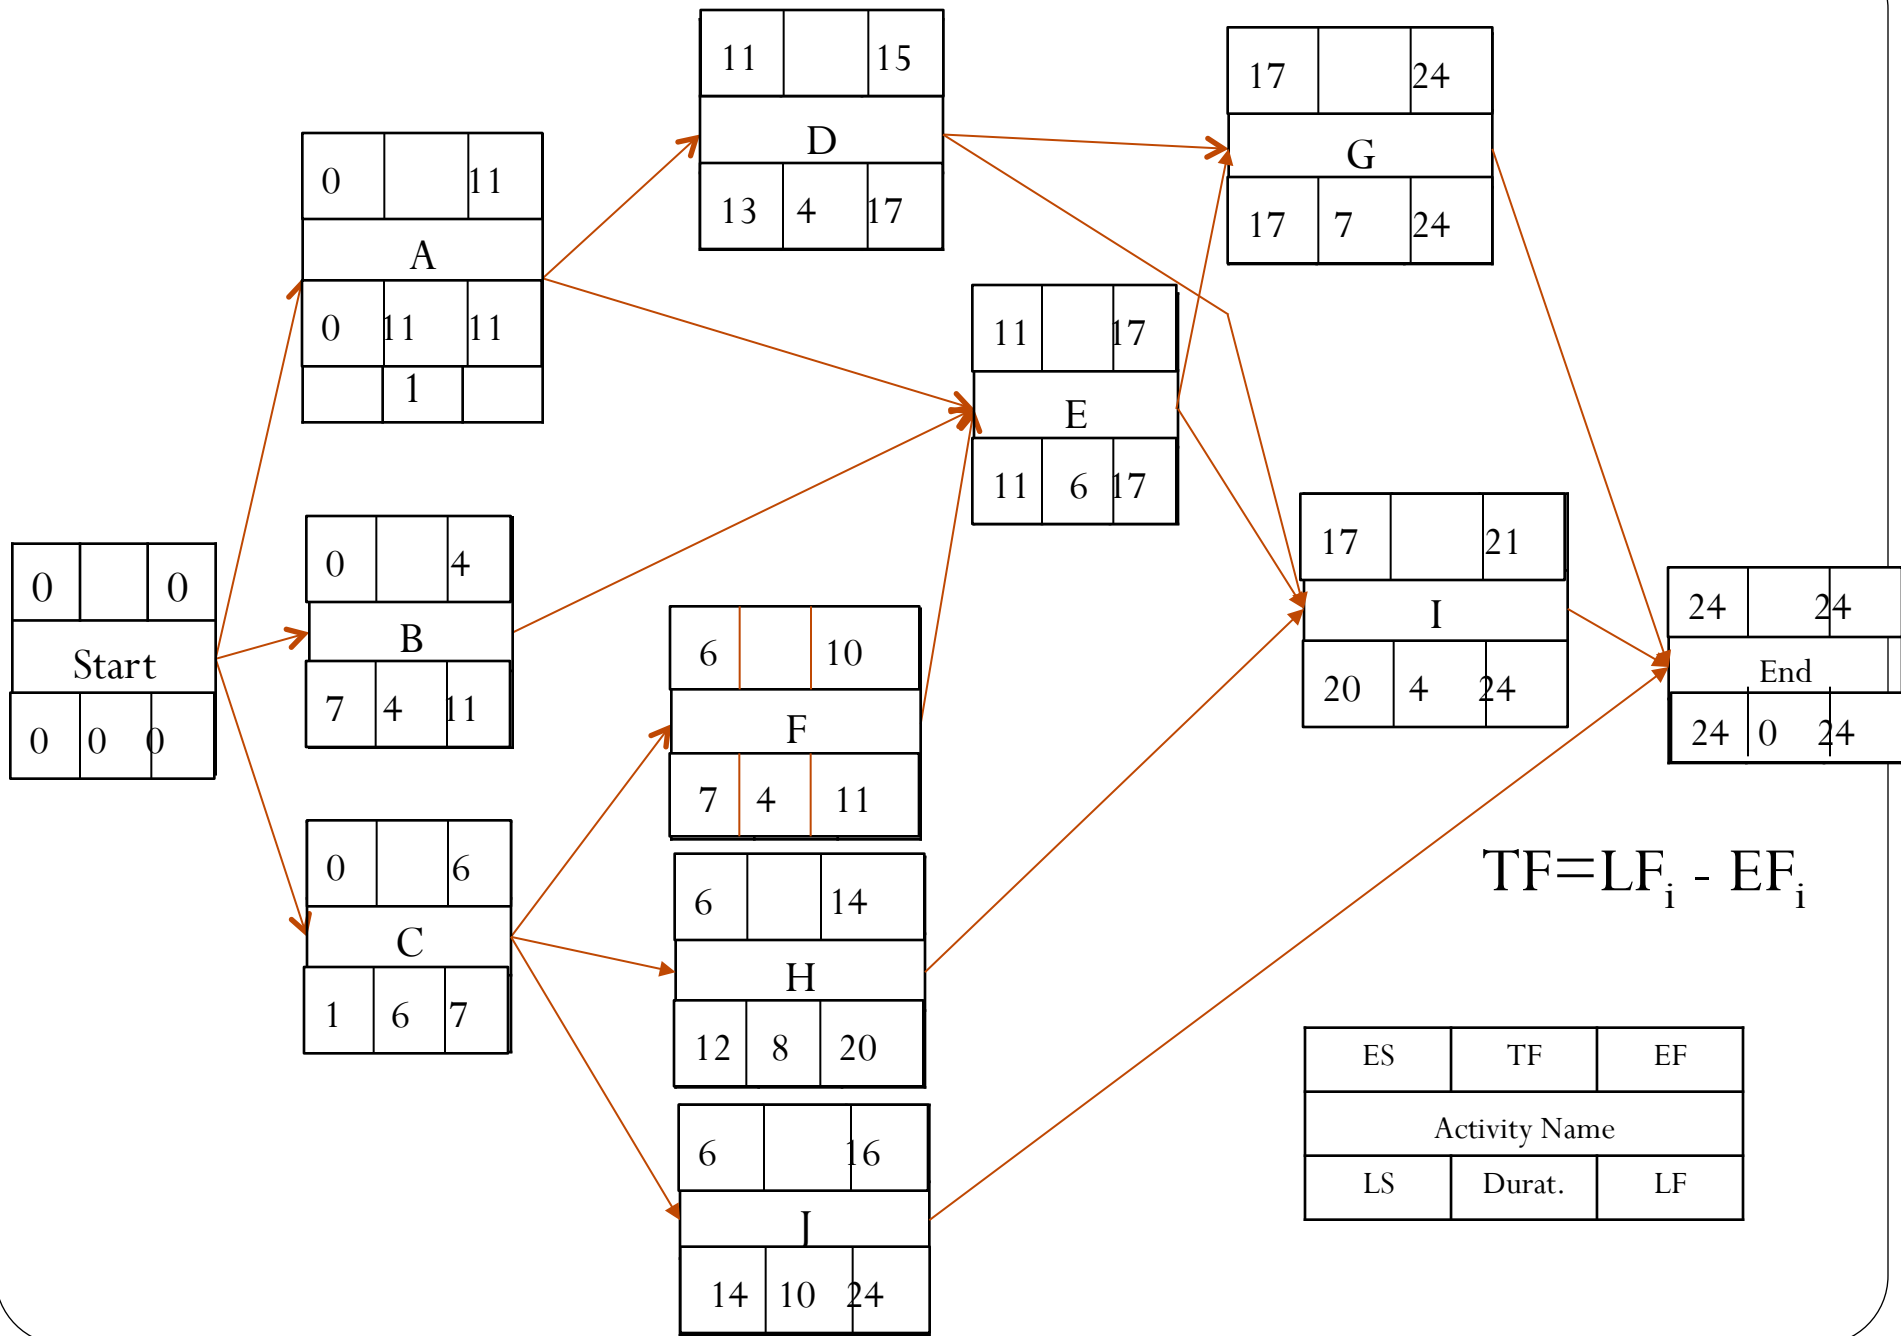 11 15
D
13 4 17
17 24
G
17 7 24
0 11
A
0 11 11
1
11 17
E
11 6 17
0 0
Start
0 0 0
0 4
B
7 4 11
6 10
F
7 4 11
17 21
I
20 4 24
24 24
End
24 0 24
0 6
C
1 6 7
6 14
H
12 8 20
6 16
J
14 10 24
TF=LFi - EFi
ES TF EF
Activity Name
LS Durat. LF